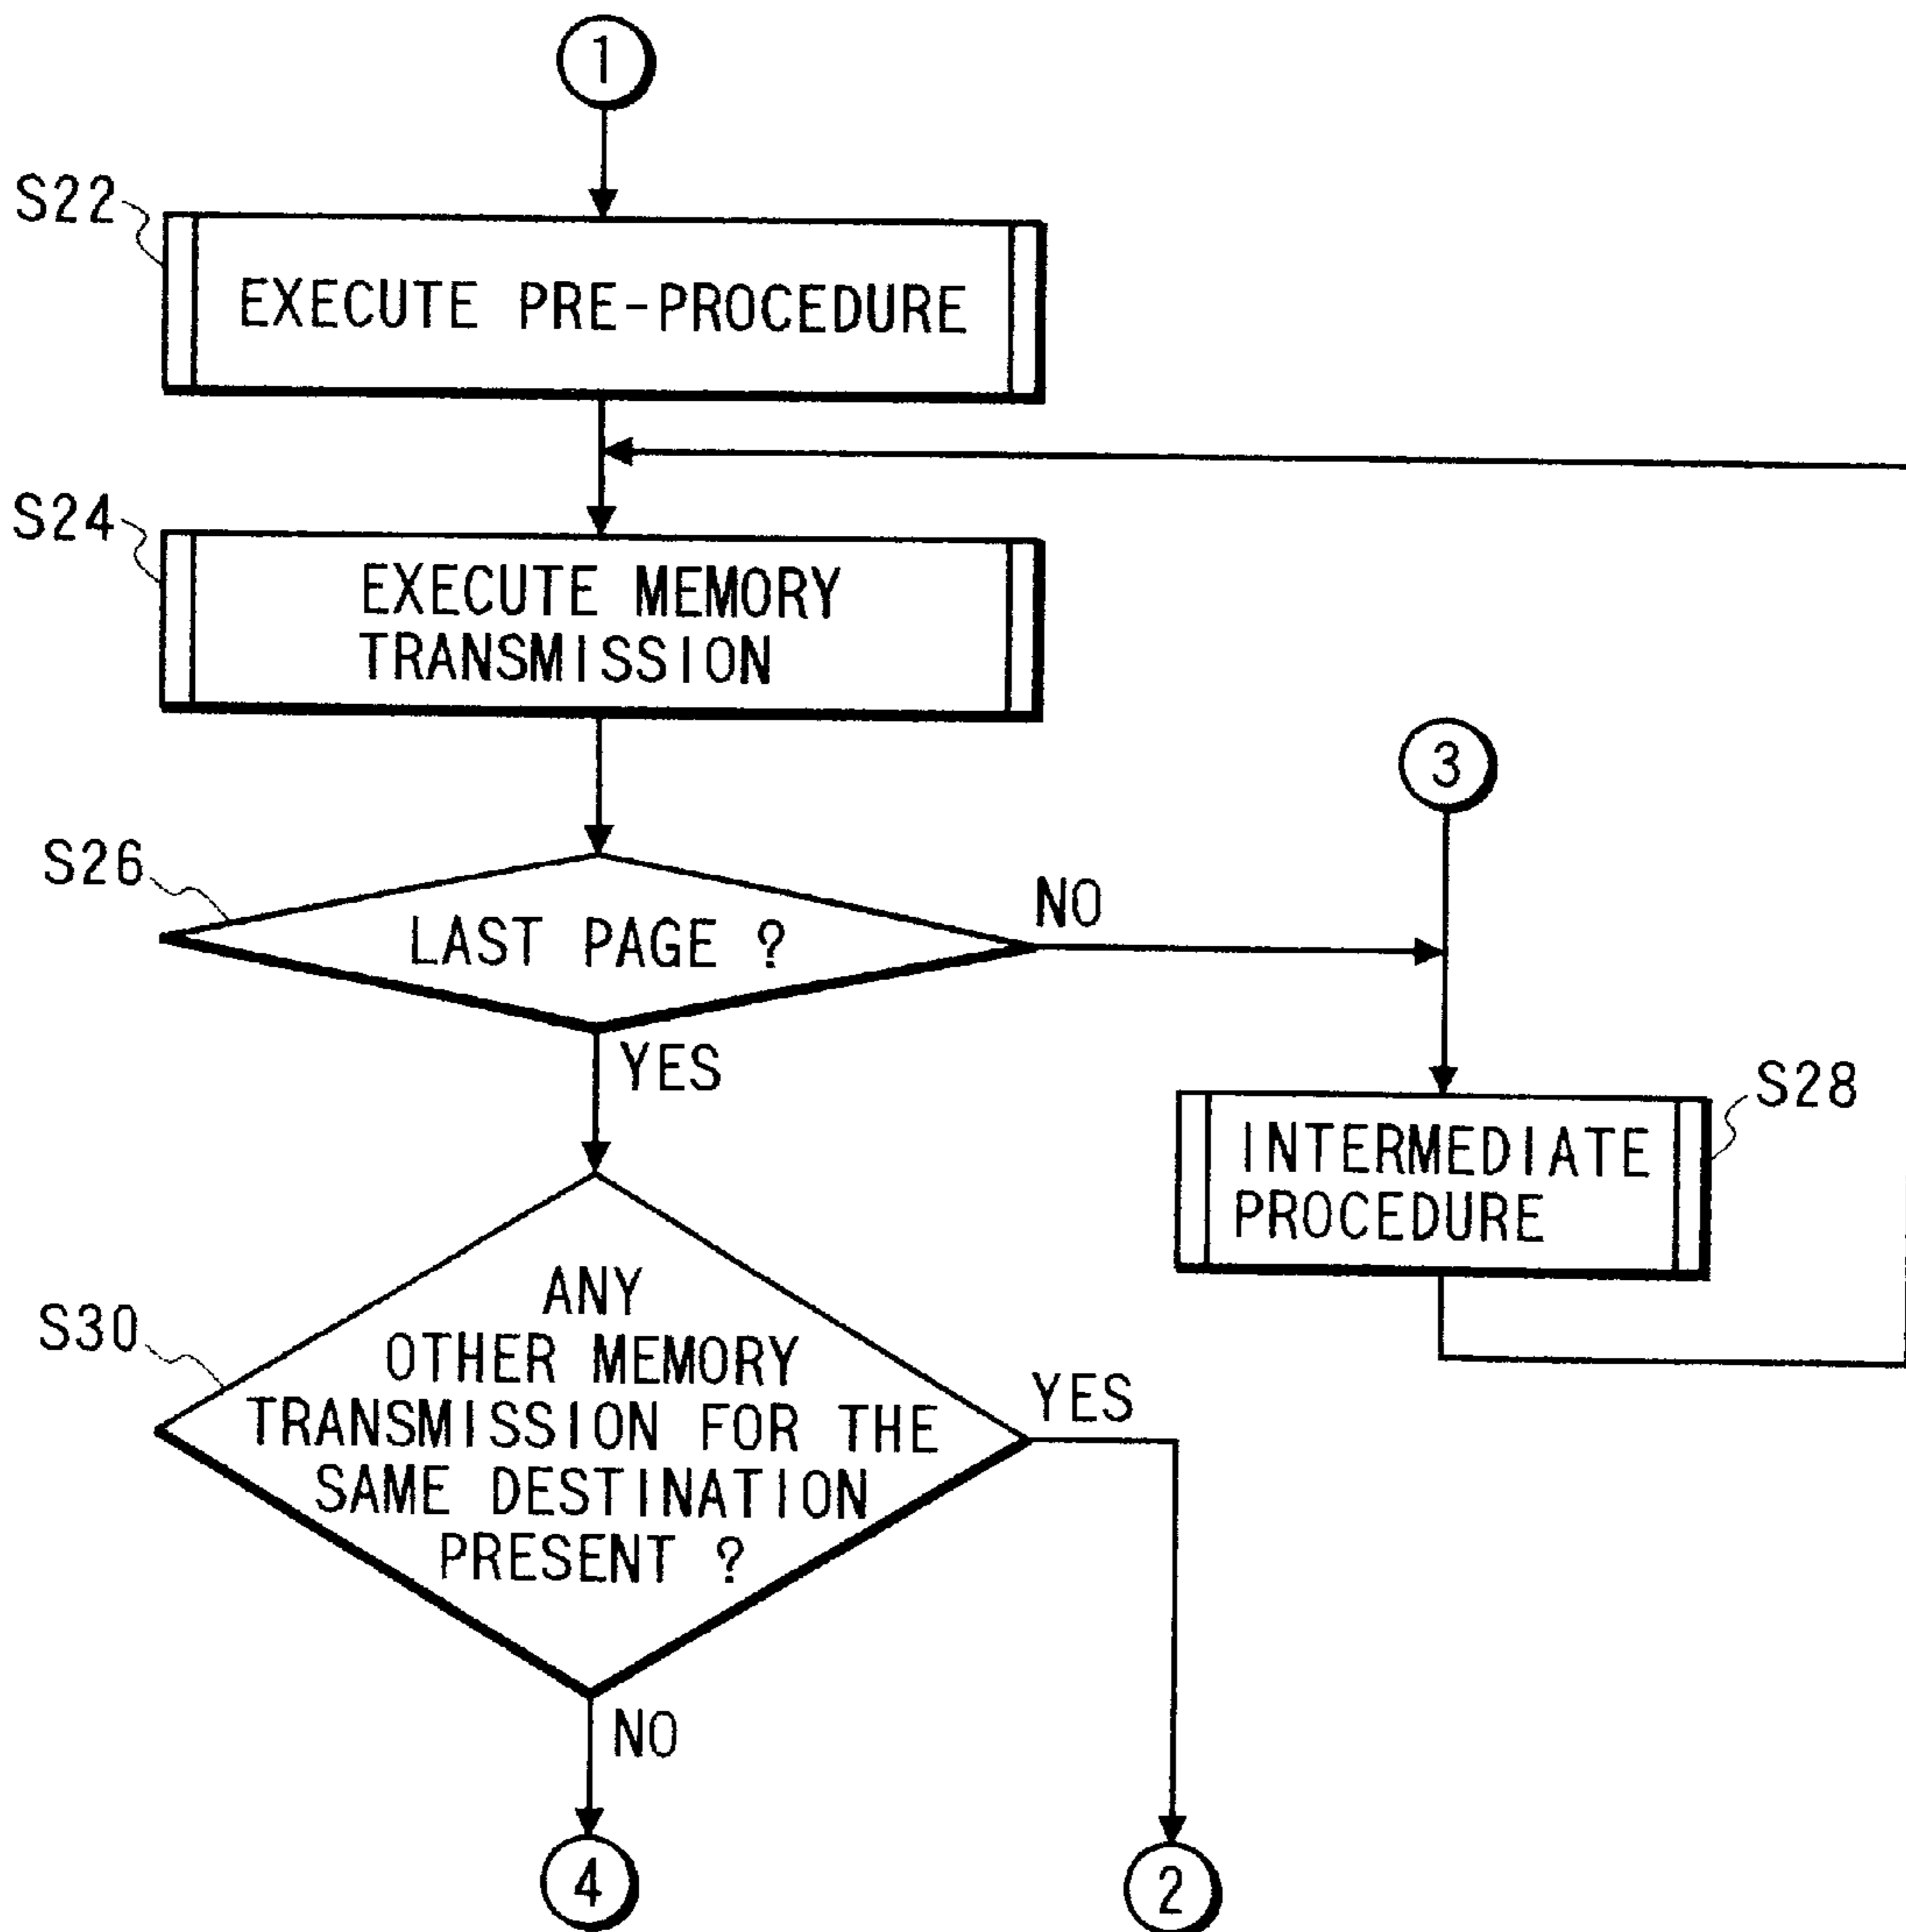 1
S22
EXECUTE PRE-PROCEDURE
S24
EXECUTE MEMORY
TRANSMISSION
3
S26
LAST PAGE ?
NO
YES
S28
INTERMEDIATE
PROCEDURE
S30
ANY
OTHER MEMORY
TRANSMISSION FOR THE
SAME DESTINATION
PRESENT ?
YES
NO
4
2